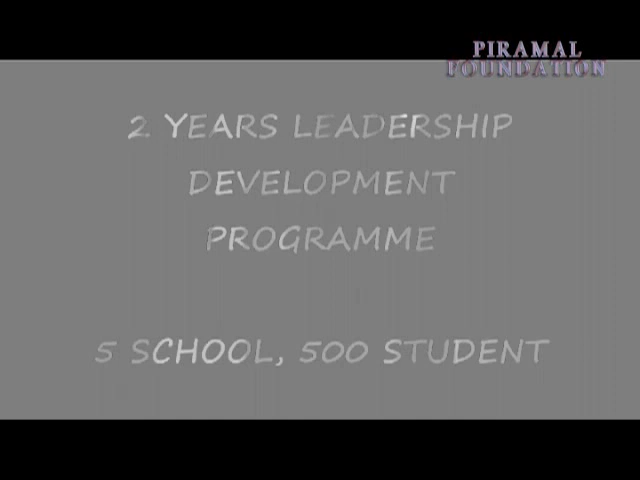 PIRAMAL
FOUNDATION
2 YEARS LEADERSHIP
DEVELOPMENT
PROGRAMME
5 SCHOOL, 500 STUDENT